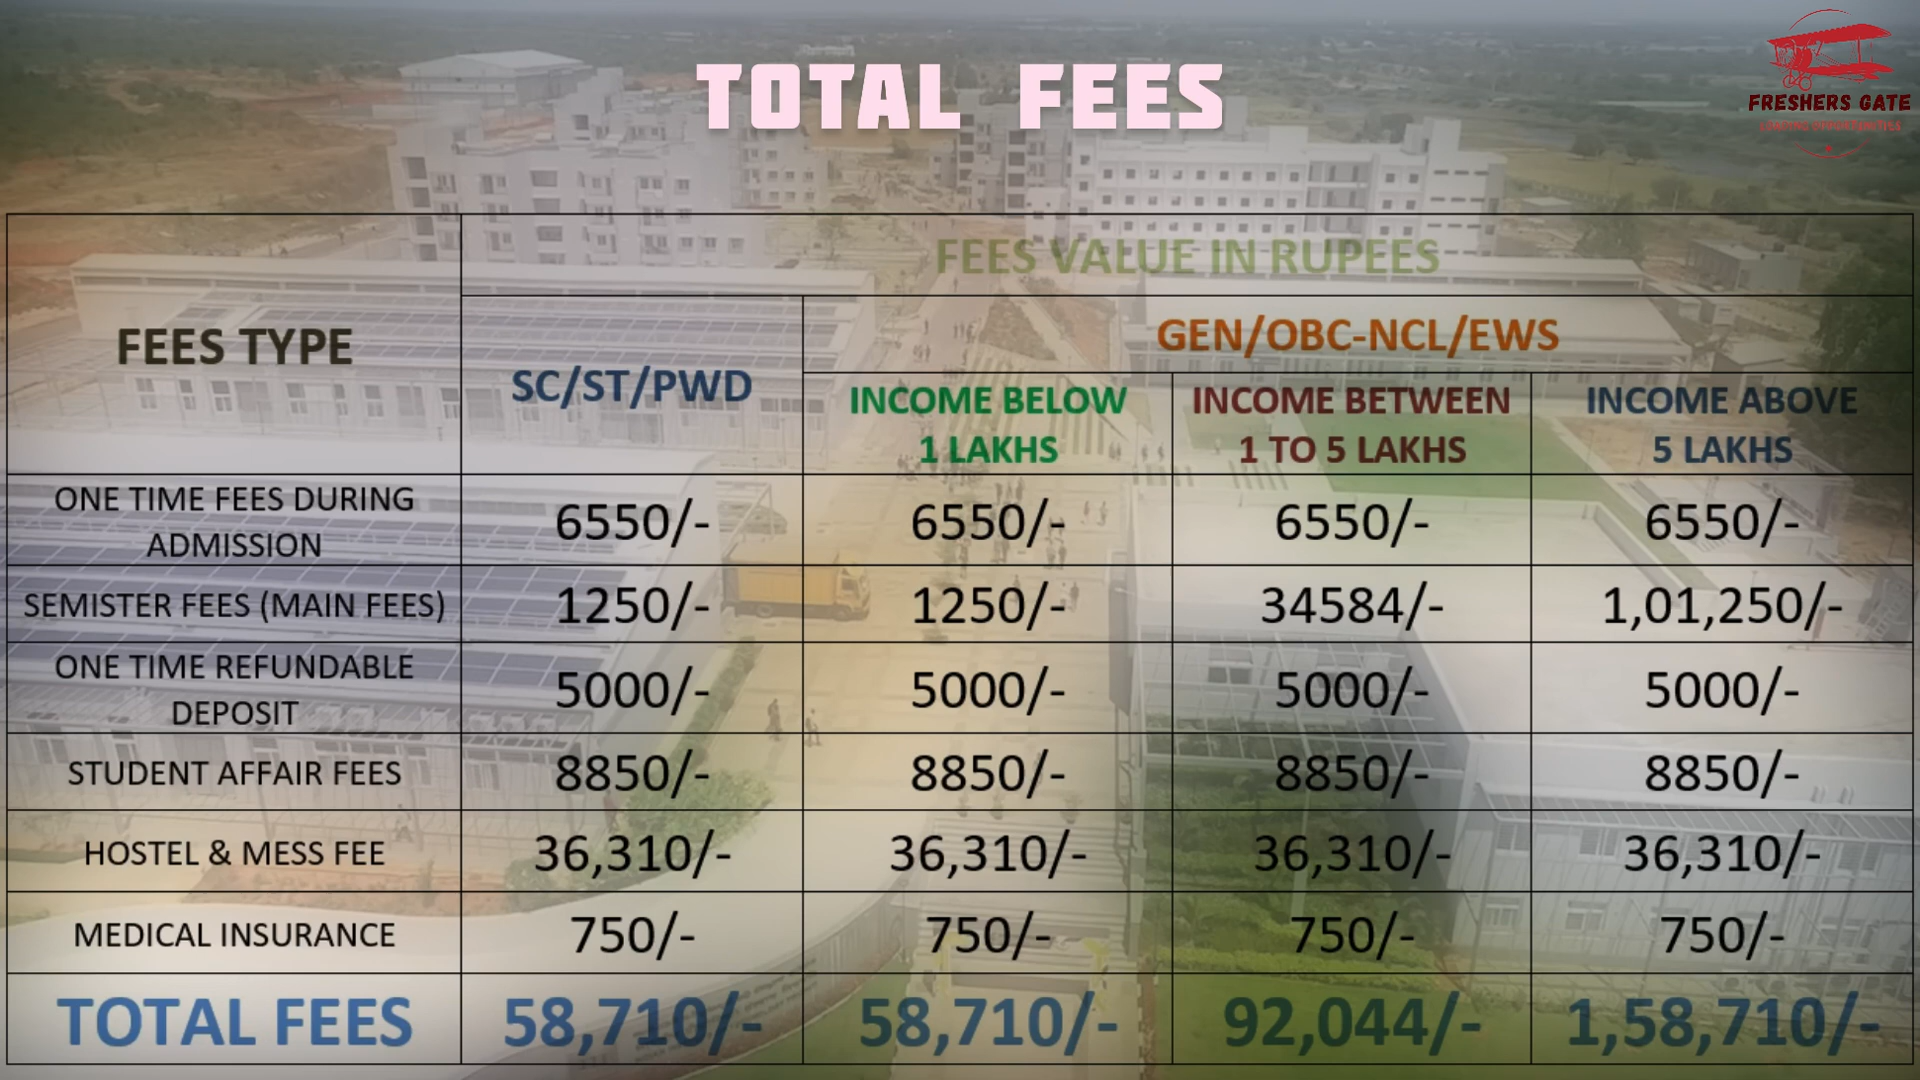 TOTAL FEES
FRESHERS GATE
LOADING OPPORTUNITIES
FEES TYPE
FEES VALUE IN RUPEES
SC/ST/PWD
GEN/OBC-NCL/EWS
INCOME BELOW
1 LAKHS
INCOME BETWEEN
1 TO 5 LAKHS
INCOME ABOVE
5 LAKHS
ONE TIME FEES DURING
ADMISSION
6550/-
6550/-
6550/-
6550/-
SEMISTER FEES (MAIN FEES)
1250/-
1250/-
34584/-
1,01,250/-
ONE TIME REFUNDABLE
DEPOSIT
5000/-
5000/-
5000/-
5000/-
STUDENT AFFAIR FEES
8850/-
8850/-
8850/-
8850/-
HOSTEL & MESS FEE
36,310/-
36,310/-
36,310/-
36,310/-
MEDICAL INSURANCE
750/-
750/-
750/-
750/-
TOTAL FEES
58,710/-
58,710/-
92,044/-
1,58,710/-